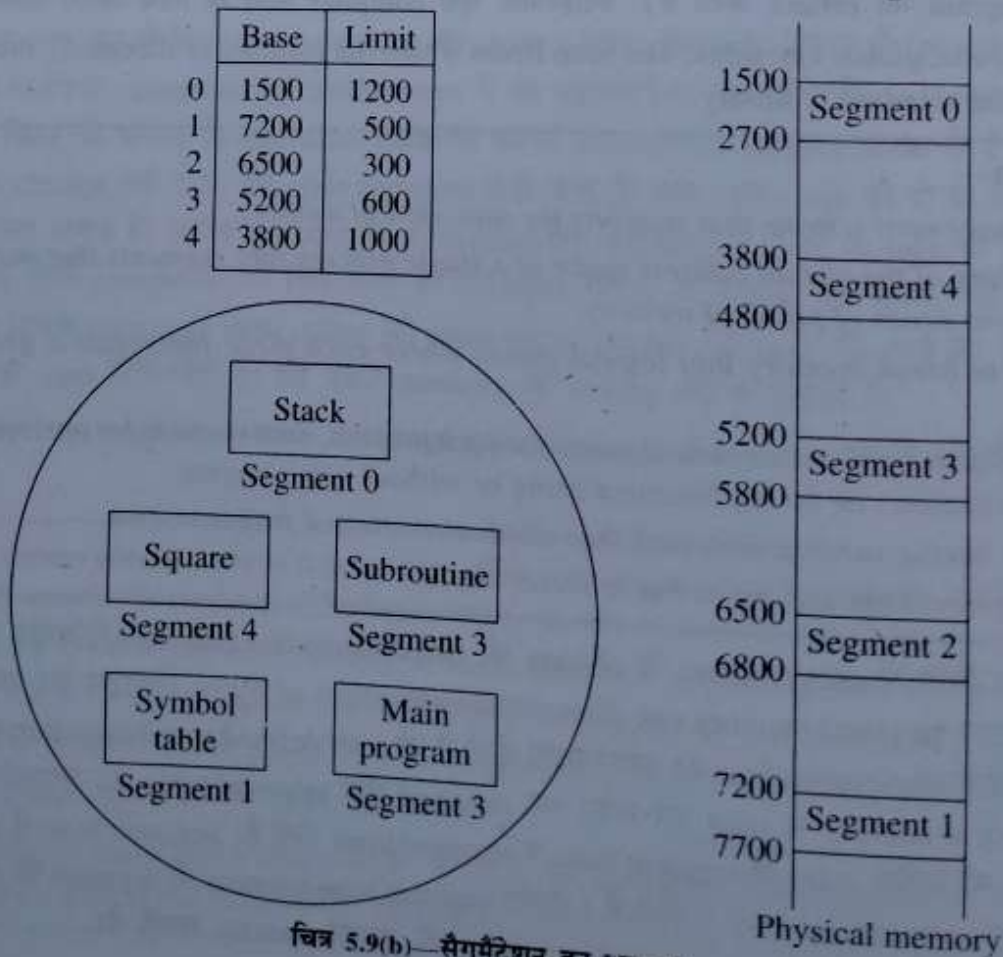 Base Limit
0 1500 1200
1 7200 500
2 6500 300
3 5200 600
4 3800 1000
Stack
Segment 0
Square
Segment 4
Subroutine
Segment 3
Symbol
table
Segment 1
Main
program
Segment 3
1500
Segment 0
2700
3800
Segment 4
4800
5200
Segment 3
5800
6500
Segment 2
6800
7200
Segment 1
7700
Physical memory
चित्र 5.9(b)—सैगमैंटेशन